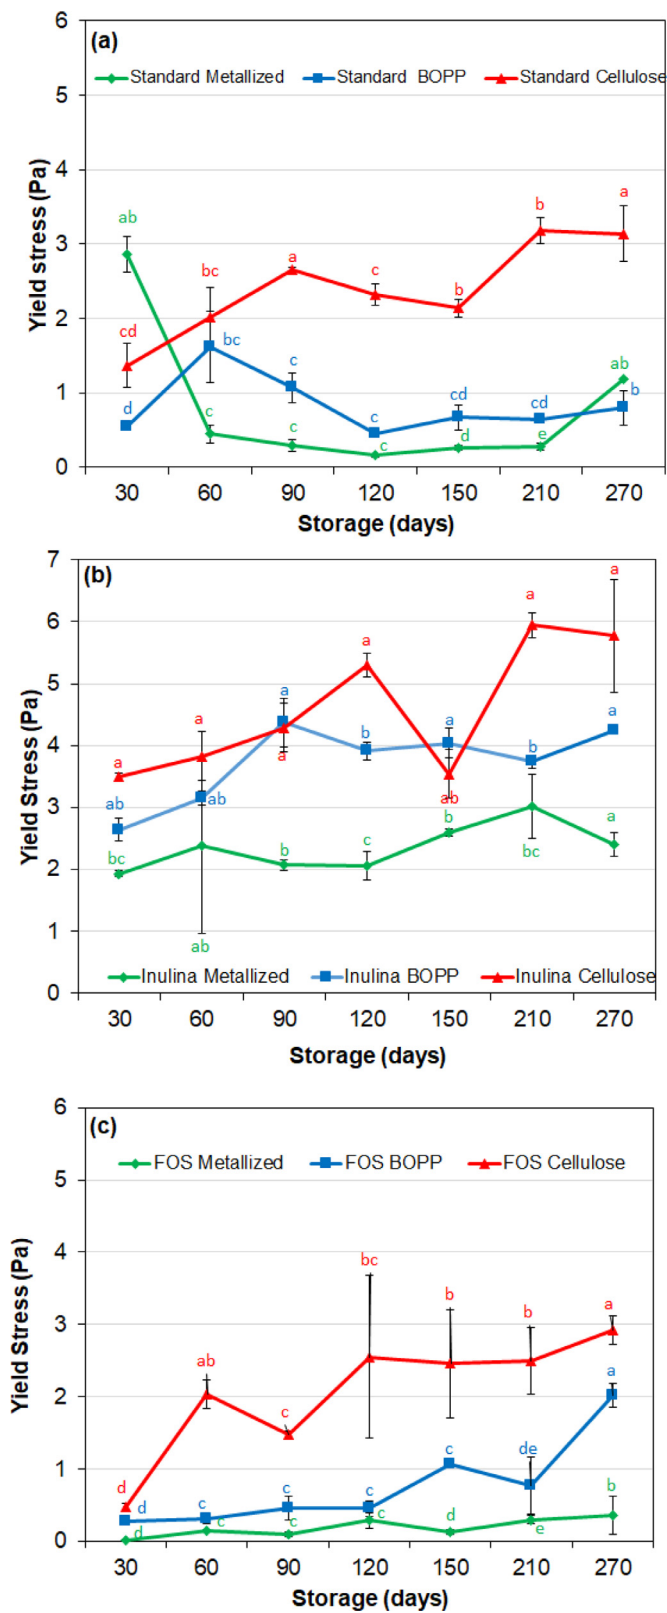 (a)
Standard Metallized Standard BOPP Standard Cellulose
Yield stress (Pa)
6
5
4
3
2
1
0
ab
cd
d
bc
bc
c
a
c
c
c
c
c
b
cd
d
b
cd
e
a
ab
b
30 60 90 120 150 210 270
Storage (days)
(b)
Yield Stress (Pa)
7
6
5
4
3
2
1
0
a
ab
bc
a
ab
ab
a
a
b
a
b
c
a
ab
b
a
b
bc
a
a
a
Inulina Metallized Inulina BOPP Inulina Cellulose
30 60 90 120 150 210 270
Storage (days)
(c)
FOS Metallized FOS BOPP FOS Cellulose
Yield Stress (Pa)
6
5
4
3
2
1
0
d
d
d
ab
c
c
c
c
c
bc
c
c
b
c
d
b
de
e
a
a
b
30 60 90 120 150 210 270
Storage (days)